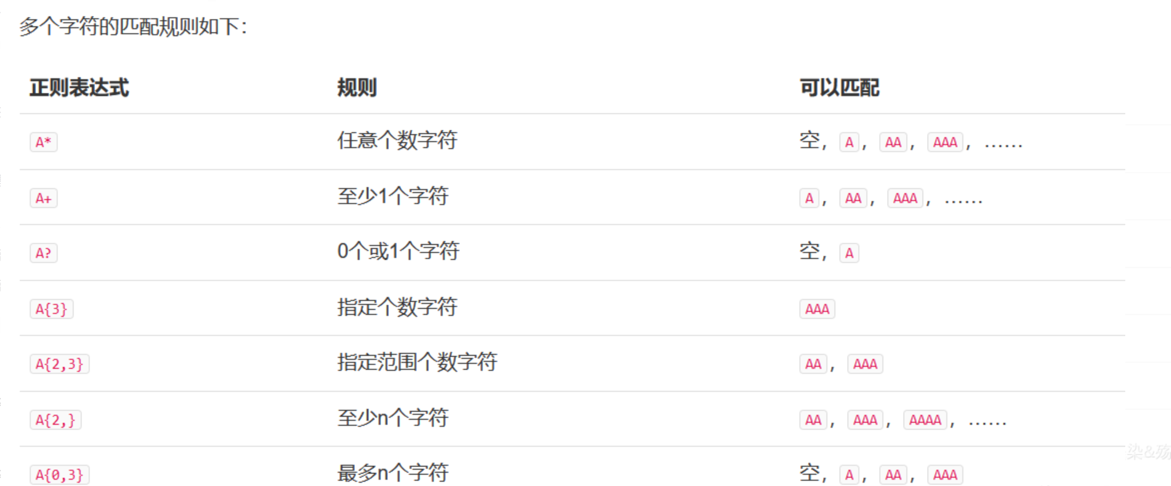 多个字符的匹配规则如下：
正则表达式 规则 可以匹配
A* 任意个数字符 空，A，AA，AAA，……
A+ 至少1个字符 A，AA，AAA，……
A? 0个或1个字符 空，A
A{3} 指定个数字符 AAA
A{2,3} 指定范围个数字符 AA，AAA
A{2,} 至少n个字符 AA，AAA，AAAA，……
A{0,3} 最多n个字符 空，A，AA，AAA